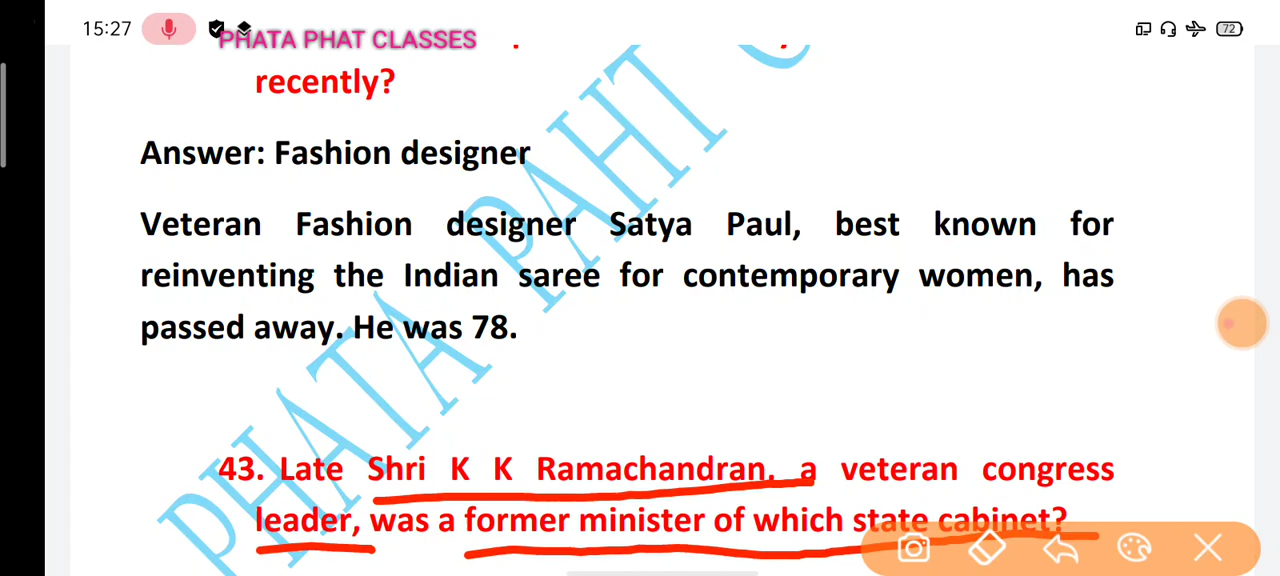 15:27
72
PHATA PHAT CLASSES
recently?
Answer: Fashion designer
Veteran Fashion designer Satya Paul, best known for
reinventing the Indian saree for contemporary women, has
passed away. He was 78.
43. Late Shri K K Ramachandran, a veteran congress
leader, was a former minister of which state cabinet?
PHATA PAHT